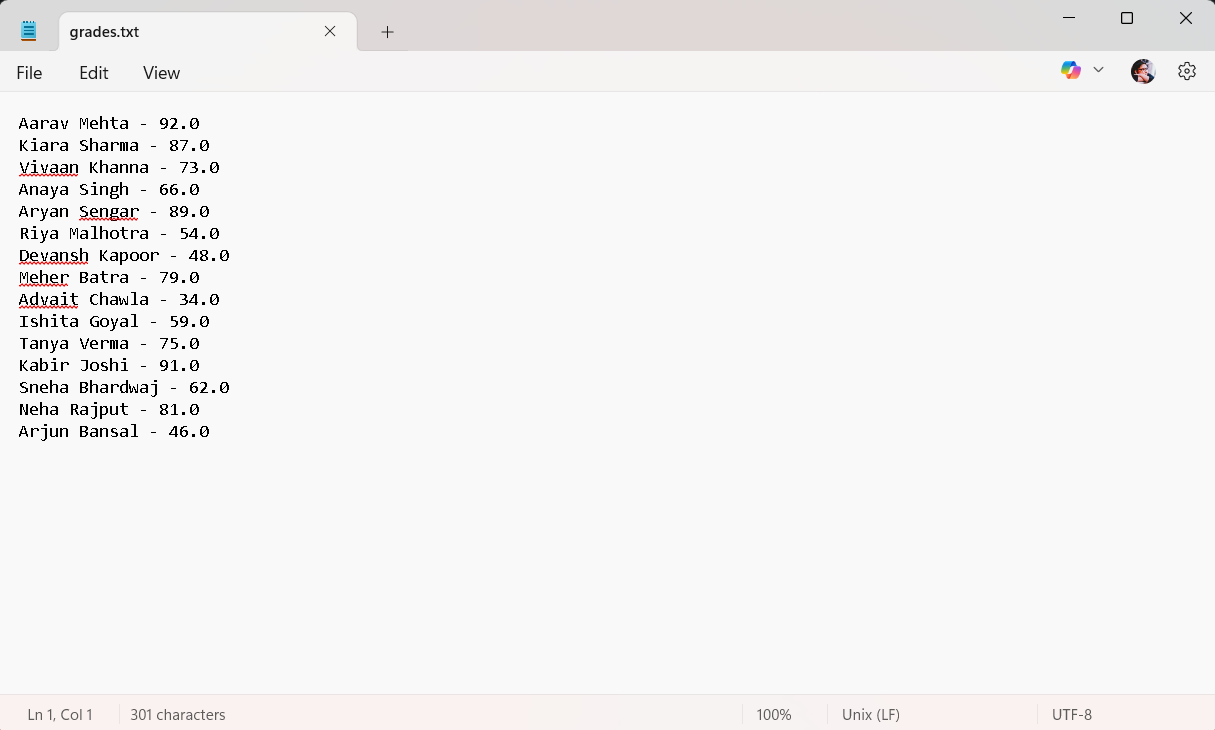 grades.txt
File Edit View
Aarav Mehta - 92.0
Kiara Sharma - 87.0
Vivaan Khanna - 73.0
Anaya Singh - 66.0
Aryan Sengar - 89.0
Riya Malhotra - 54.0
Devansh Kapoor - 48.0
Meher Batra - 79.0
Advait Chawla - 34.0
Ishita Goyal - 59.0
Tanya Verma - 75.0
Kabir Joshi - 91.0
Sneha Bhardwaj - 62.0
Neha Rajput - 81.0
Arjun Bansal - 46.0
Ln 1, Col 1 301 characters 100% Unix (LF) UTF-8